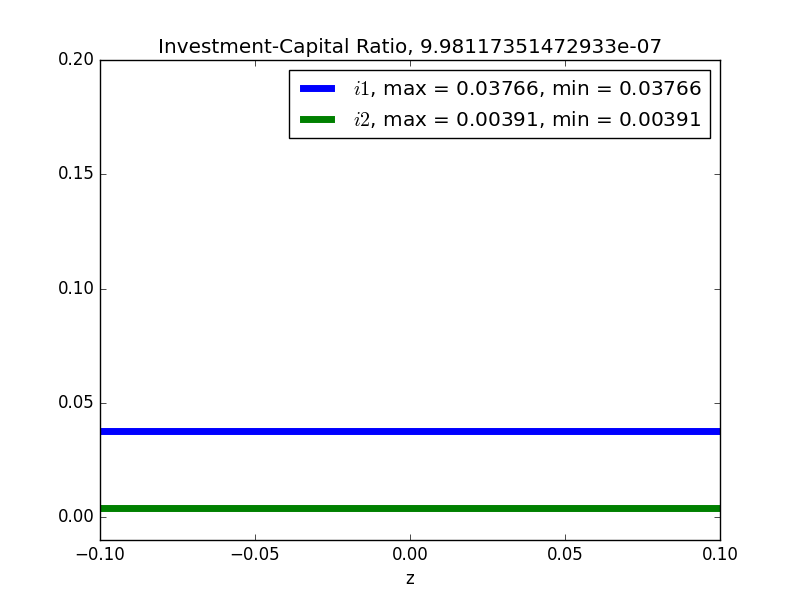 Investment-Capital Ratio, 9.98117351472933e-07
0.20
i1, max = 0.03766, min = 0.03766
i2, max = 0.00391, min = 0.00391
0.15
0.10
0.05
0.00
−0.10 −0.05 0.00 0.05 0.10
z